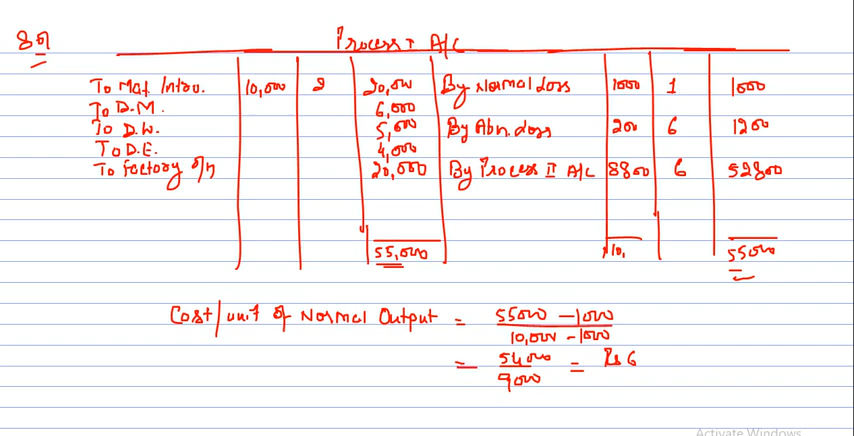 Sol
Process I A/C
To Mat. Intro. 10,000 2 20,000 By Normal Loss 1000 1 1000
To D.M. 6,000
To D.W. 5,000 By Abn. Loss 200 6 1200
To D.E. 4,000
To Factory o/h 20,000 By Process II A/C 8800 6 52800
55,000 10, 55000
Cost/unit of Normal Output = 55000 - 1000
10,000 - 1000
= 54000 = Rs 6
9000
Activate Windows